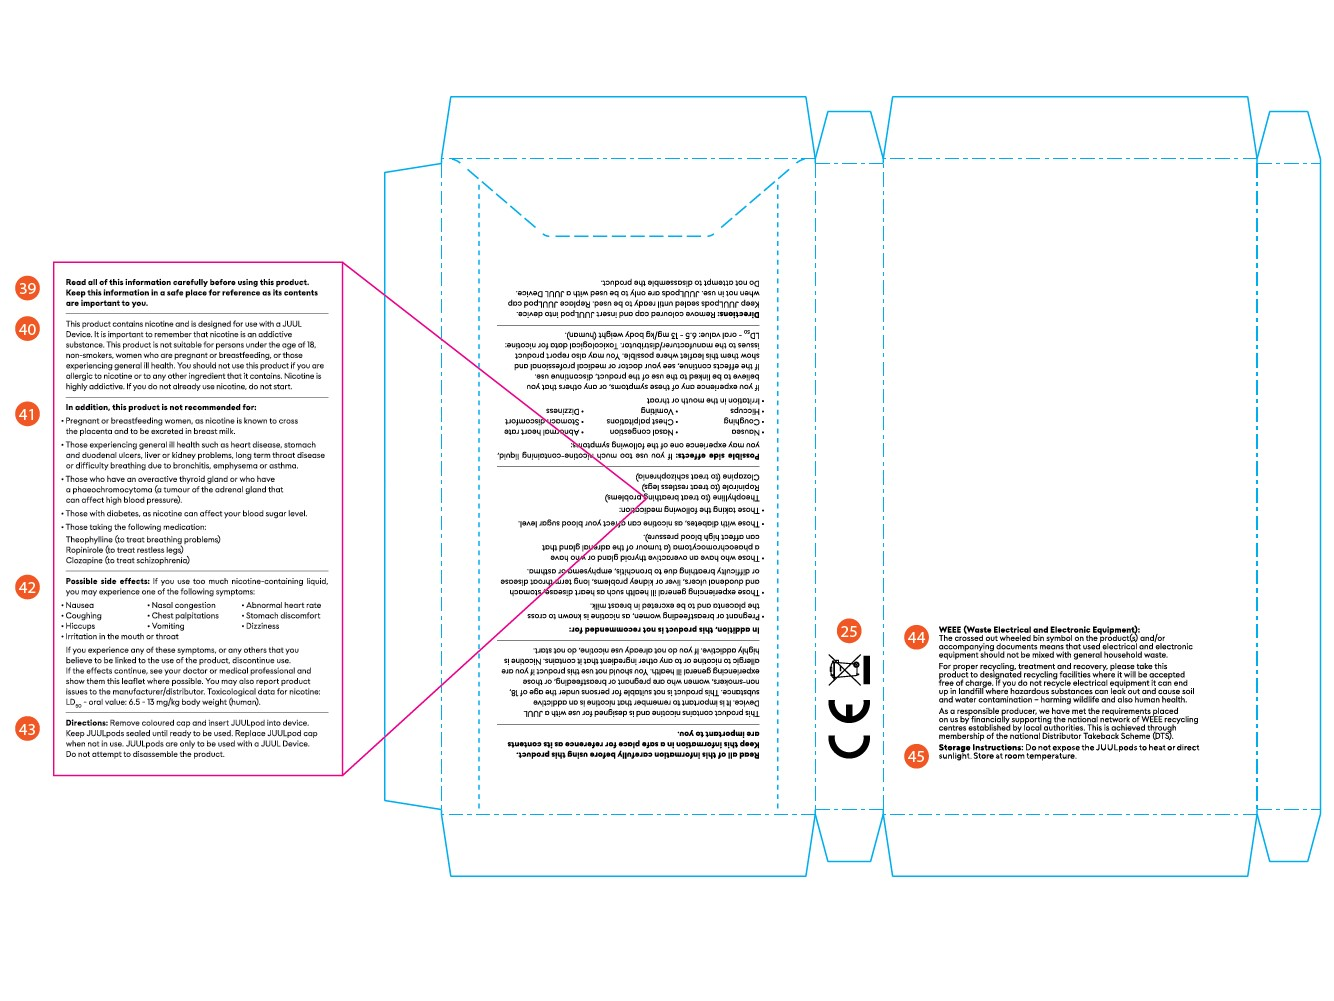 39
Read all of this information carefully before using this product.
Keep this information in a safe place for reference as its contents
are important to you.
40
This product contains nicotine and is designed for use with a JUUL
Device. It is important to remember that nicotine is an addictive
substance. This product is not suitable for persons under the age of 18,
non-smokers, women who are pregnant or breastfeeding, or those
experiencing general ill health. You should not use this product if you are
allergic to nicotine or to any other ingredient that it contains. Nicotine is
highly addictive. If you do not already use nicotine, do not start.
41
In addition, this product is not recommended for:
• Pregnant or breastfeeding women, as nicotine is known to cross
the placenta and to be excreted in breast milk.
• Those experiencing general ill health such as heart disease, stomach
and duodenal ulcers, liver or kidney problems, long term throat disease
or difficulty breathing due to bronchitis, emphysema or asthma.
• Those who have an overactive thyroid gland or who have
a phaeochromocytoma (a tumour of the adrenal gland that
can affect high blood pressure).
• Those with diabetes, as nicotine can affect your blood sugar level.
• Those taking the following medication:
Theophylline (to treat breathing problems)
Ropinirole (to treat restless legs)
Clozapine (to treat schizophrenia)
42
Possible side effects: If you use too much nicotine-containing liquid,
you may experience one of the following symptoms:
• Nausea • Nasal congestion • Abnormal heart rate
• Coughing • Chest palpitations • Stomach discomfort
• Hiccups • Vomiting • Dizziness
• Irritation in the mouth or throat
If you experience any of these symptoms, or any others that you
believe to be linked to the use of the product, discontinue use.
If the effects continue, see your doctor or medical professional and
show them this leaflet where possible. You may also report product
issues to the manufacturer/distributor. Toxicological data for nicotine:
LD50 - oral value: 6.5 - 13 mg/kg body weight (human).
43
Directions: Remove coloured cap and insert JUULpod into device.
Keep JUULpods sealed until ready to be used. Replace JUULpod cap
when not in use. JUULpods are only to be used with a JUUL Device.
Do not attempt to disassemble the product.
Read all of this information carefully before using this product.
Keep this information in a safe place for reference as its contents
are important to you.
This product contains nicotine and is designed for use with a JUUL
Device. It is important to remember that nicotine is an addictive
substance. This product is not suitable for persons under the age of 18,
non-smokers, women who are pregnant or breastfeeding, or those
experiencing general ill health. You should not use this product if you are
allergic to nicotine or to any other ingredient that it contains. Nicotine is
highly addictive. If you do not already use nicotine, do not start.
In addition, this product is not recommended for:
• Pregnant or breastfeeding women, as nicotine is known to cross
the placenta and to be excreted in breast milk.
• Those experiencing general ill health such as heart disease, stomach
and duodenal ulcers, liver or kidney problems, long term throat disease
or difficulty breathing due to bronchitis, emphysema or asthma.
• Those who have an overactive thyroid gland or who have
a phaeochromocytoma (a tumour of the adrenal gland that
can affect high blood pressure).
• Those with diabetes, as nicotine can affect your blood sugar level.
• Those taking the following medication:
Theophylline (to treat breathing problems)
Ropinirole (to treat restless legs)
Clozapine (to treat schizophrenia)
Possible side effects: If you use too much nicotine-containing liquid,
you may experience one of the following symptoms:
• Nausea • Nasal congestion • Abnormal heart rate
• Coughing • Chest palpitations • Stomach discomfort
• Hiccups • Vomiting • Dizziness
• Irritation in the mouth or throat
If you experience any of these symptoms, or any others that you
believe to be linked to the use of the product, discontinue use.
If the effects continue, see your doctor or medical professional and
show them this leaflet where possible. You may also report product
issues to the manufacturer/distributor. Toxicological data for nicotine:
LD50 - oral value: 6.5 - 13 mg/kg body weight (human).
Directions: Remove coloured cap and insert JUULpod into device.
Keep JUULpods sealed until ready to be used. Replace JUULpod cap
when not in use. JUULpods are only to be used with a JUUL Device.
Do not attempt to disassemble the product.
25
CE
44
WEEE (Waste Electrical and Electronic Equipment):
The crossed out wheeled bin symbol on the product(s) and/or
accompanying documents means that used electrical and electronic
equipment should not be mixed with general household waste.
For proper recycling, treatment and recovery, please take this
product to designated recycling facilities where it will be accepted
free of charge. If you do not recycle electrical equipment it can end
up in landfill where hazardous substances can leak out and cause soil
and water contamination – harming wildlife and also human health.
As a responsible producer, we have met the requirements placed
on us by financially supporting the national network of WEEE recycling
centres established by local authorities. This is achieved through
membership of the national Distributor Takeback Scheme (DTS).
45
Storage Instructions: Do not expose the JUULpods to heat or direct
sunlight. Store at room temperature.